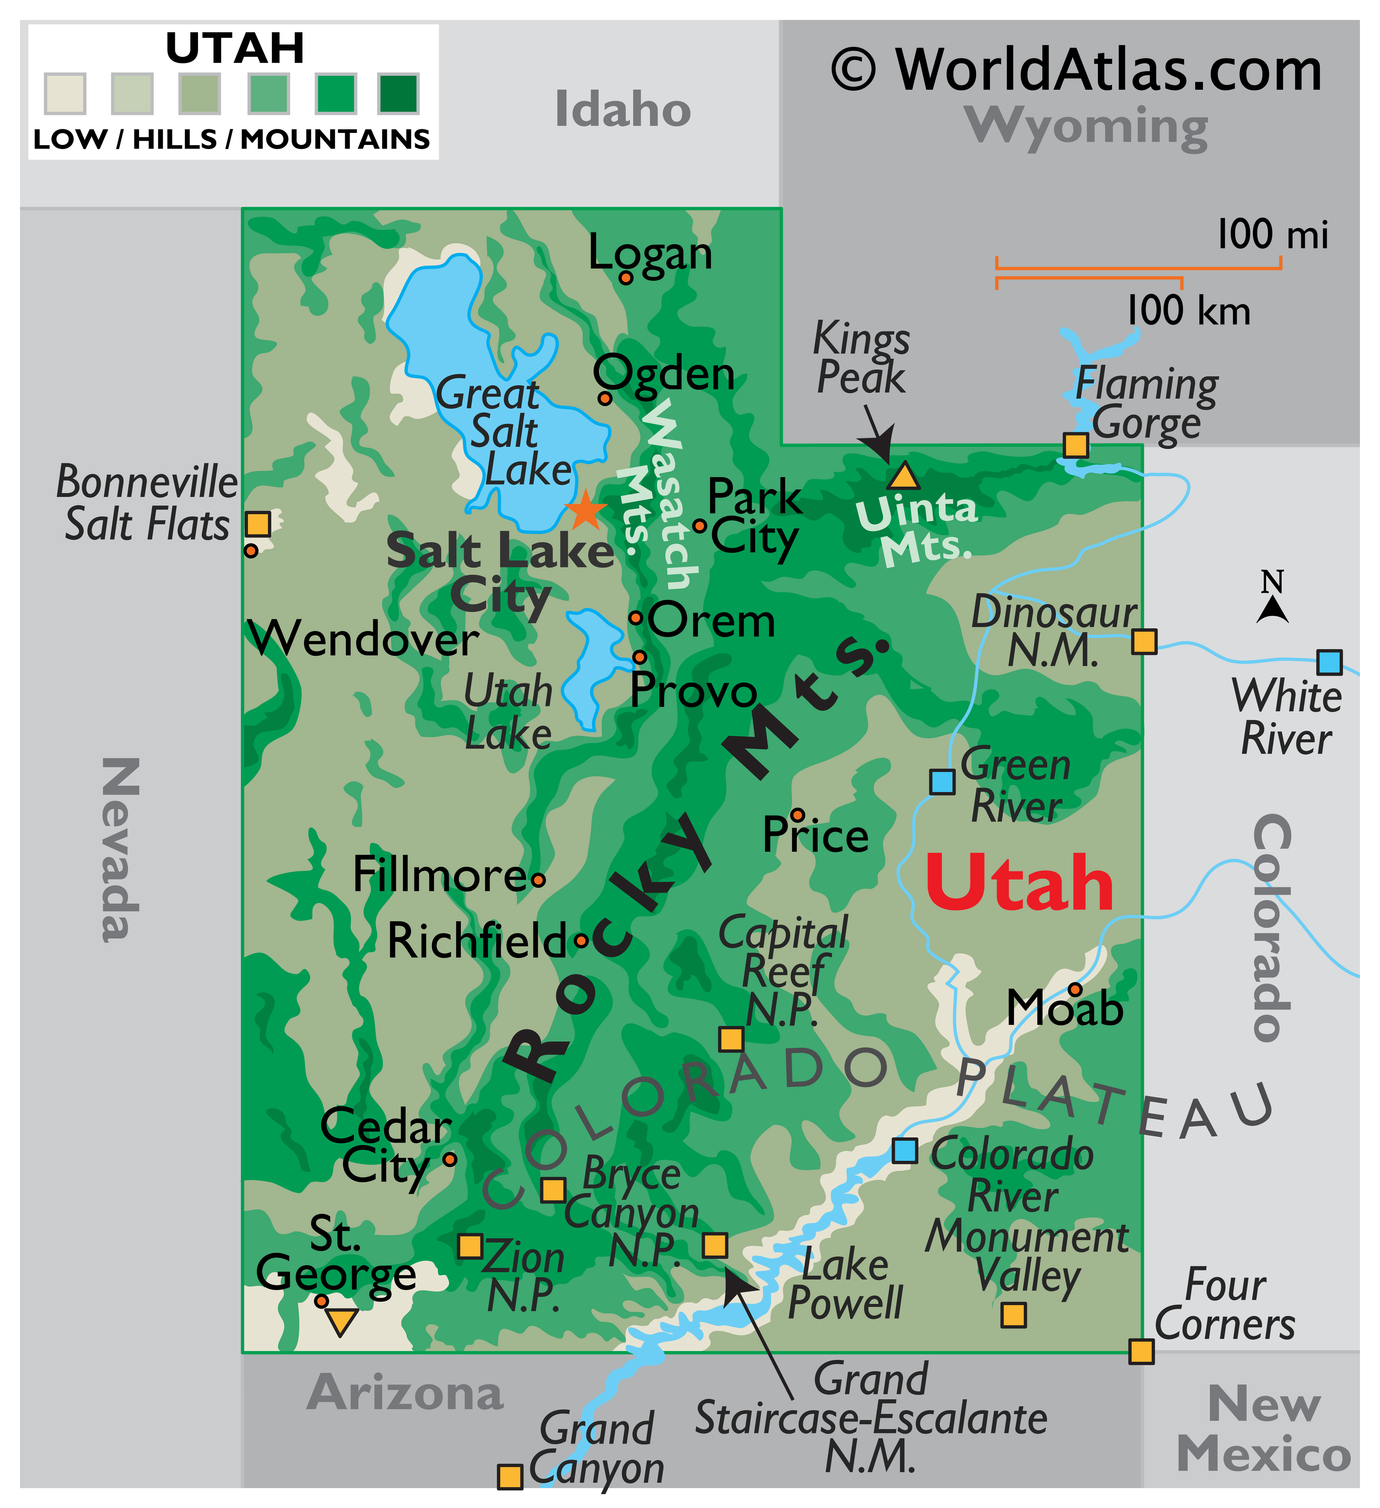 UTAH
LOW / HILLS / MOUNTAINS
© WorldAtlas.com
Idaho
Wyoming
100 mi
100 km
Logan
Kings
Peak
Flaming
Gorge
Ogden
Great
Salt
Lake
Wasatch
Mts.
Bonneville
Salt Flats
Park
City
Uinta
Mts.
Salt Lake
City
N
Dinosaur
N.M.
Orem
Wendover
Provo
Utah
Lake
White
River
Rocky Mts.
Green
River
Nevada
Price
Colorado
Fillmore
Utah
Richfield
Capital
Reef
N.P.
Moab
COLORADO PLATEAU
Cedar
City
Bryce
Canyon
N.P.
Colorado
River
Monument
Valley
St.
George
Zion
N.P.
Lake
Powell
Four
Corners
Arizona
Grand
Staircase-Escalante
N.M.
Grand
Canyon
New
Mexico